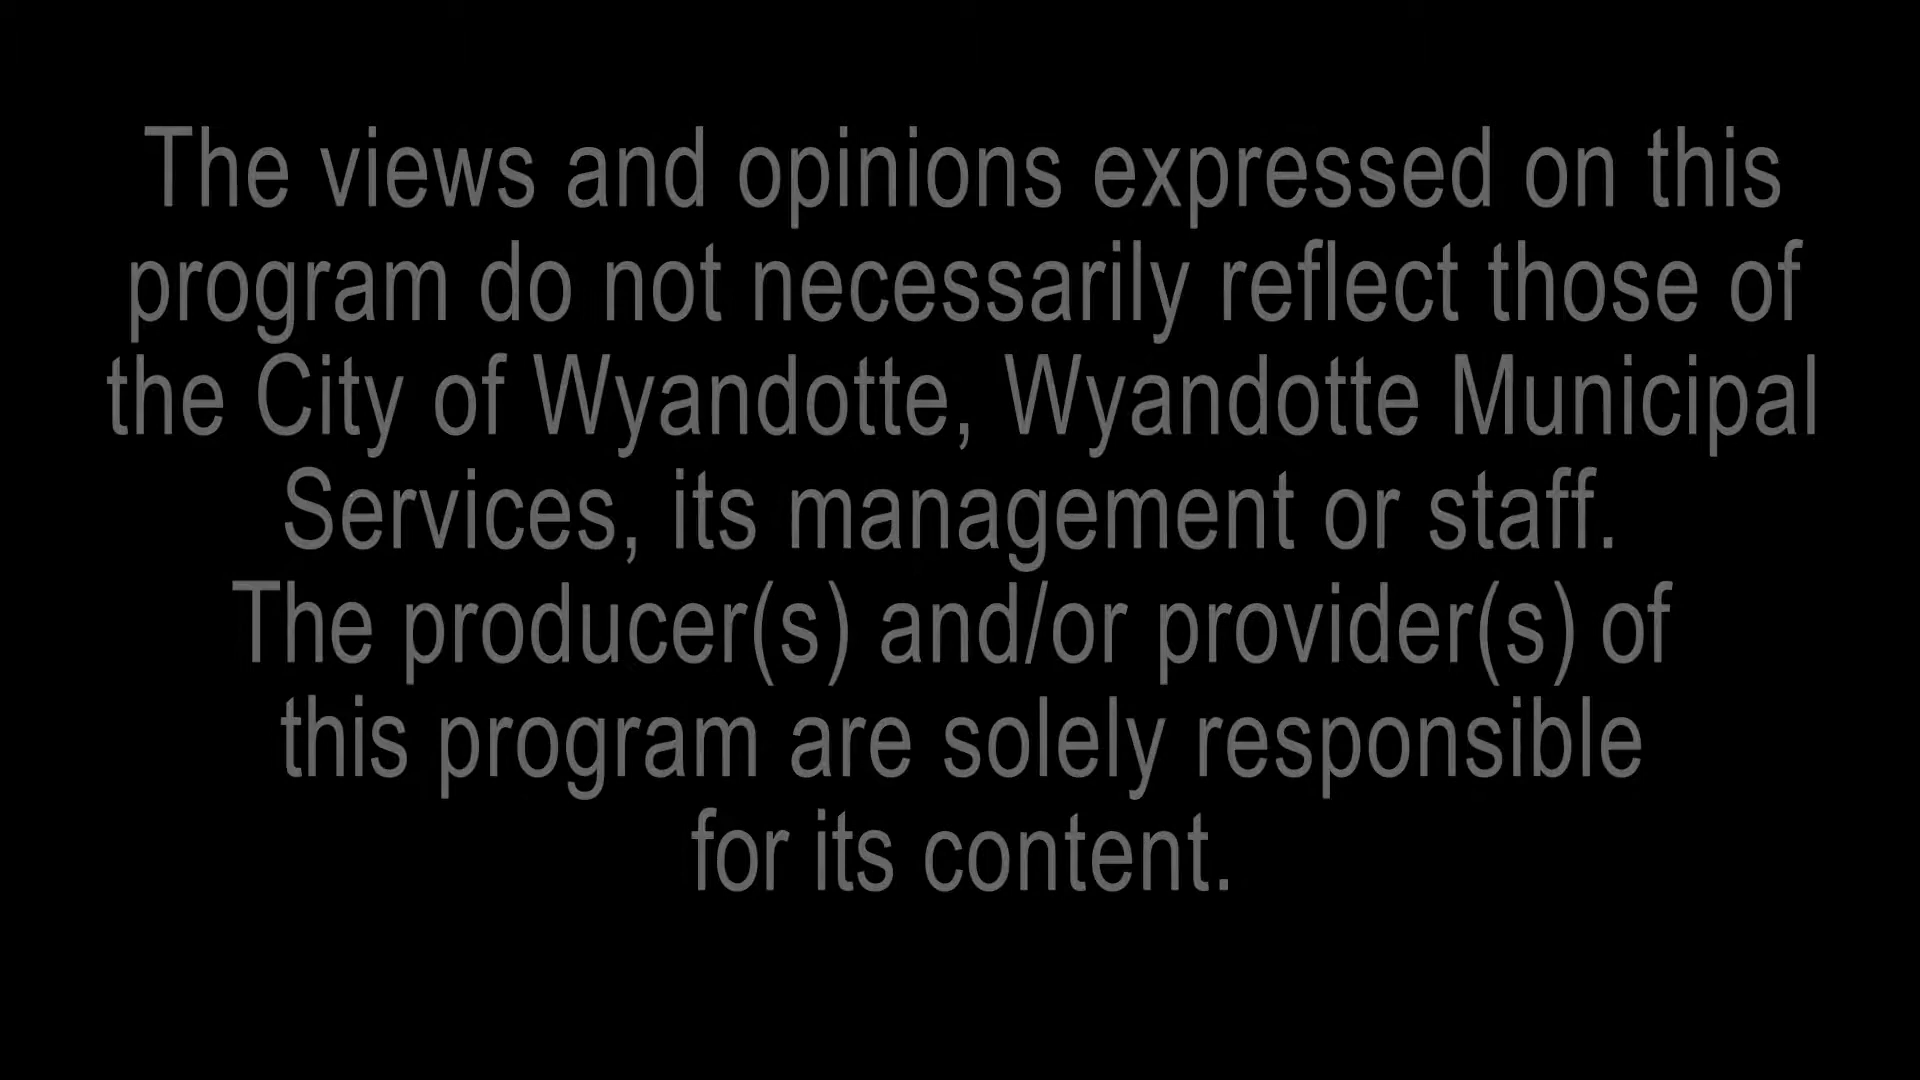 The views and opinions expressed on this
program do not necessarily reflect those of
the City of Wyandotte, Wyandotte Municipal
Services, its management or staff.
The producer(s) and/or provider(s) of
this program are solely responsible
for its content.